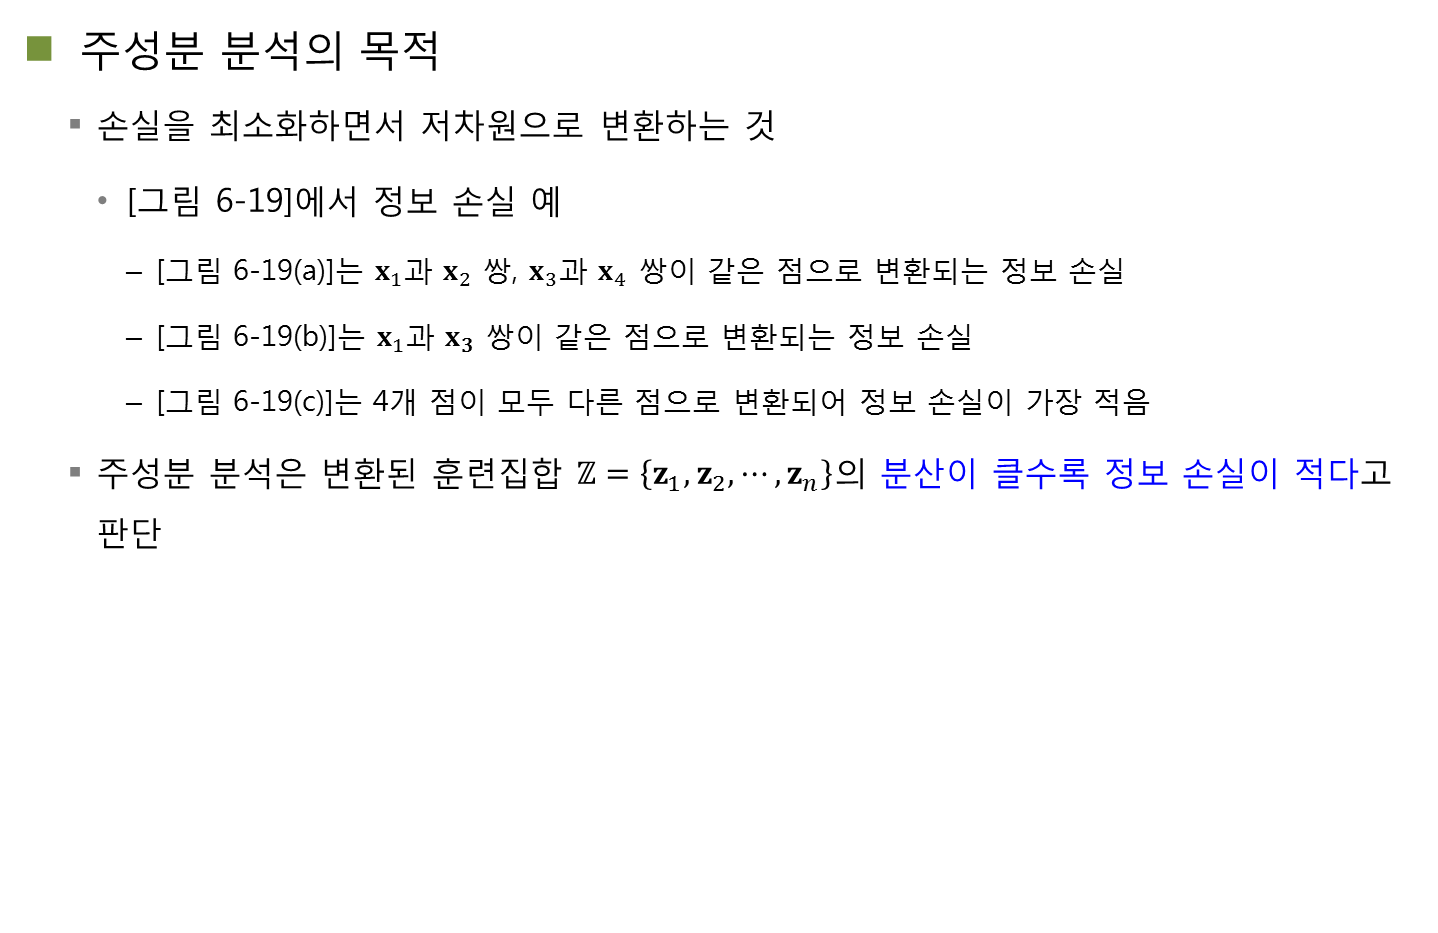 ■ 주성분 분석의 목적
▪ 손실을 최소화하면서 저차원으로 변환하는 것
• [그림 6-19]에서 정보 손실 예
– [그림 6-19(a)]는 𝐱₁과 𝐱₂ 쌍, 𝐱₃과 𝐱₄ 쌍이 같은 점으로 변환되는 정보 손실
– [그림 6-19(b)]는 𝐱₁과 𝐱₃ 쌍이 같은 점으로 변환되는 정보 손실
– [그림 6-19(c)]는 4개 점이 모두 다른 점으로 변환되어 정보 손실이 가장 적음
▪ 주성분 분석은 변환된 훈련집합 ℤ = {𝐳₁, 𝐳₂, ⋯ , 𝐳ₙ}의 분산이 클수록 정보 손실이 적다고
판단